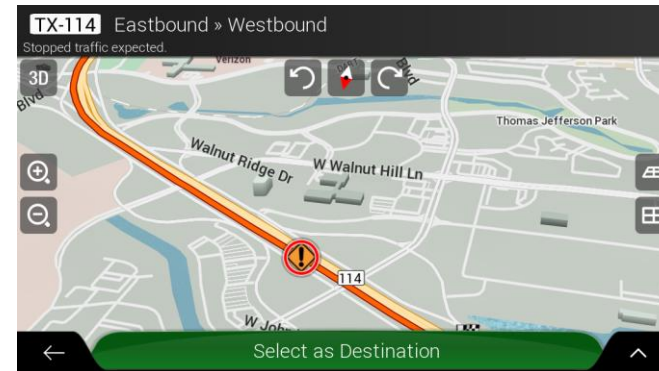 TX-114 Eastbound » Westbound
Stopped traffic expected.
Verizon
3D
DART
Blvd
Blvd
Thomas Jefferson Park
Walnut Ridge Dr
W Walnut Hill Ln
114
Select as Destination